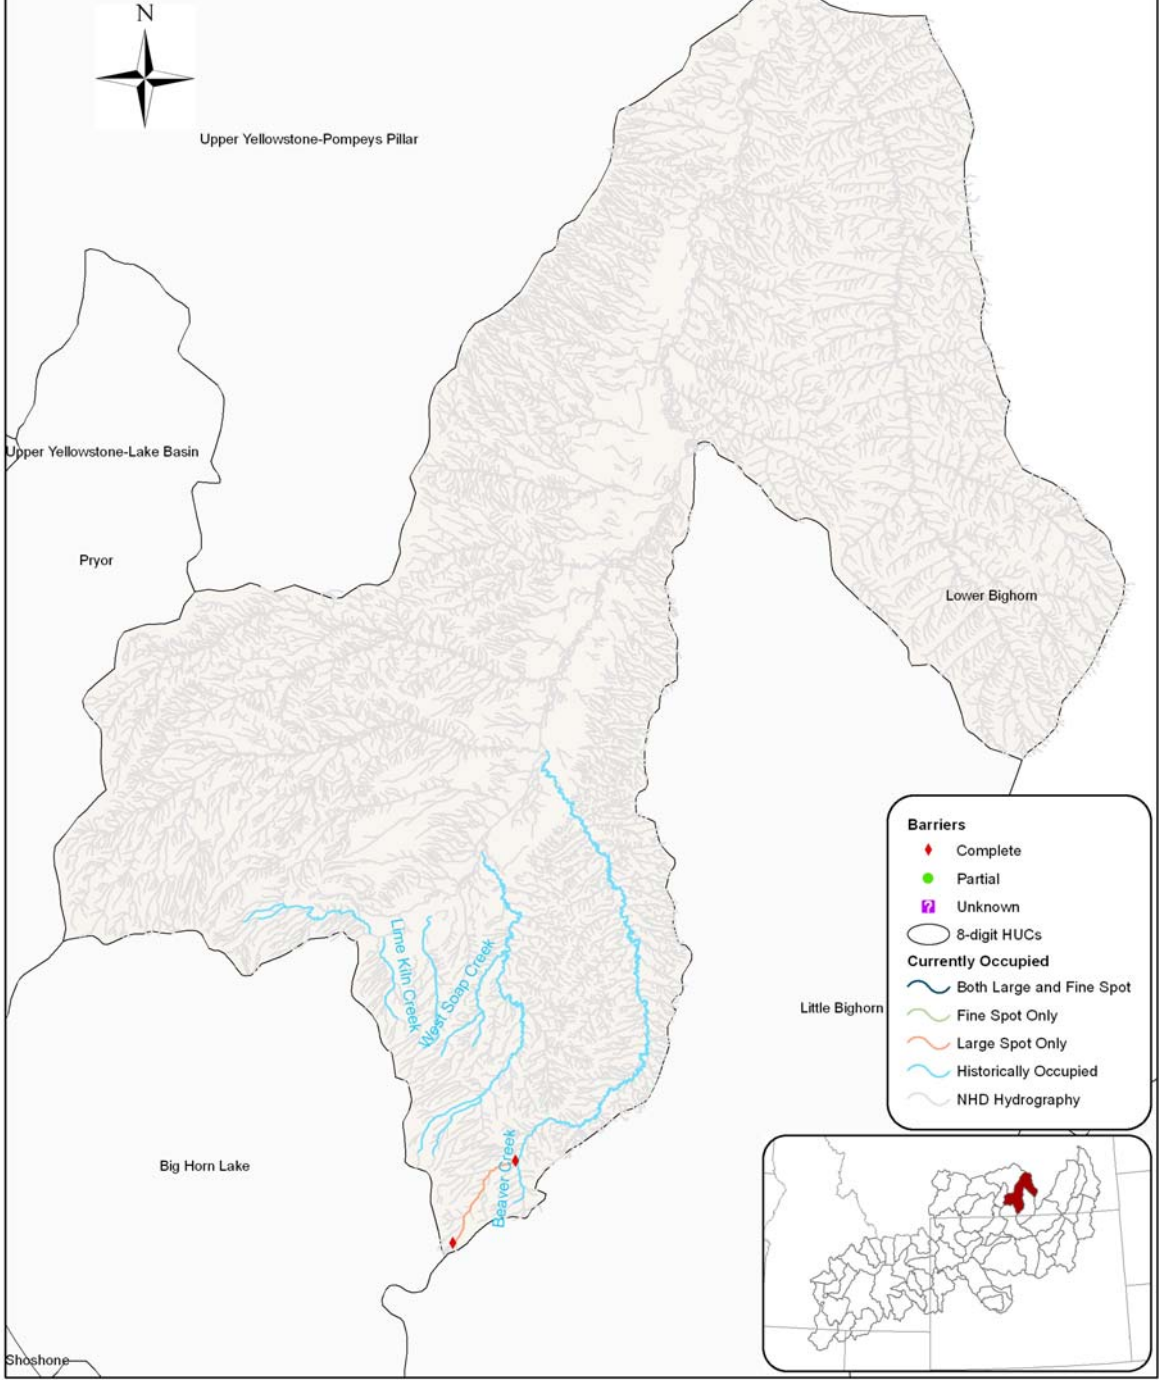 N
Upper Yellowstone-Pompeys Pillar
Upper Yellowstone-Lake Basin
Pryor
Lower Bighorn
Lime Kiln Creek
West Soap Creek
Little Bighorn
Beaver Creek
Big Horn Lake
Shoshone
Barriers
Complete
Partial
?
Unknown
8-digit HUCs
Currently Occupied
Both Large and Fine Spot
Fine Spot Only
Large Spot Only
Historically Occupied
NHD Hydrography